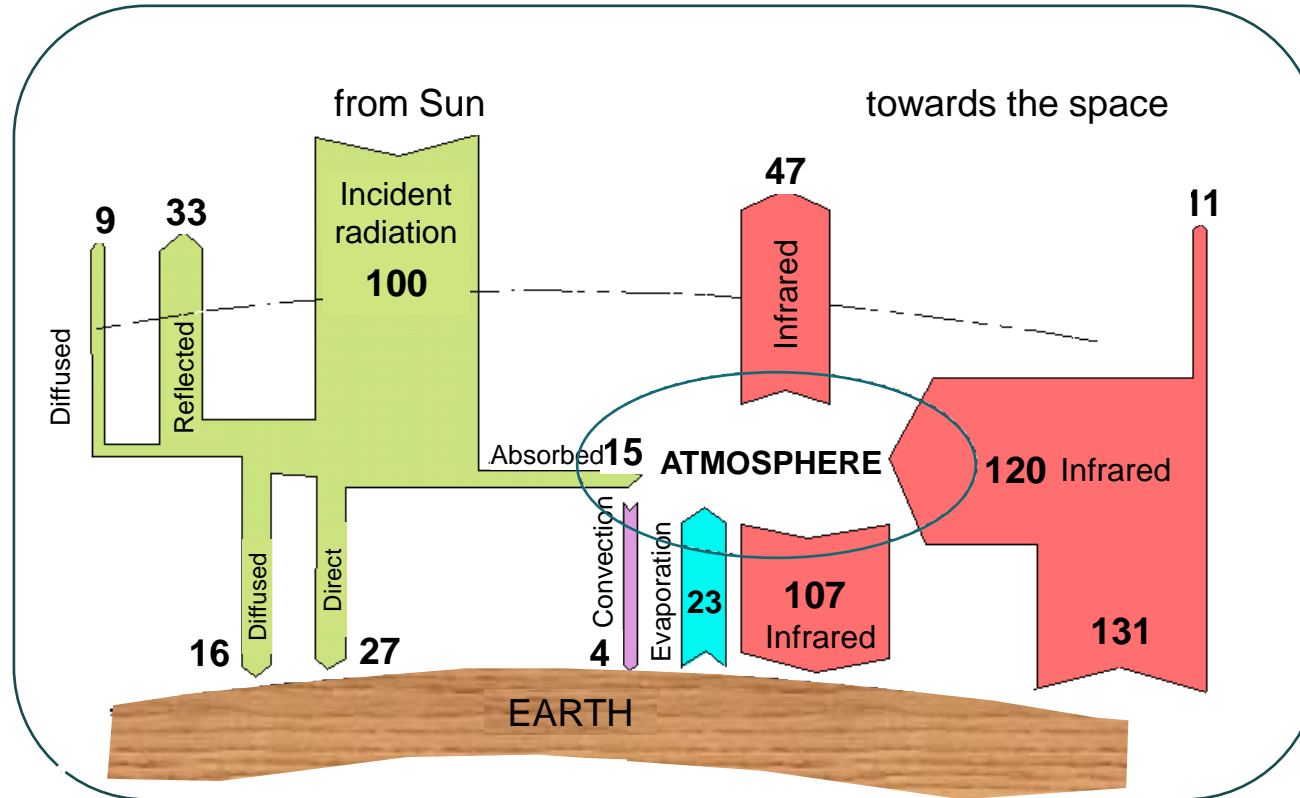 from Sun
towards the space
9
33
Incident
radiation
100
47
11
Diffused
Reflected
Infrared
Absorbed
15
ATMOSPHERE
120 Infrared
Diffused
Direct
Convection
Evaporation
23
107
Infrared
131
16
27
4
EARTH